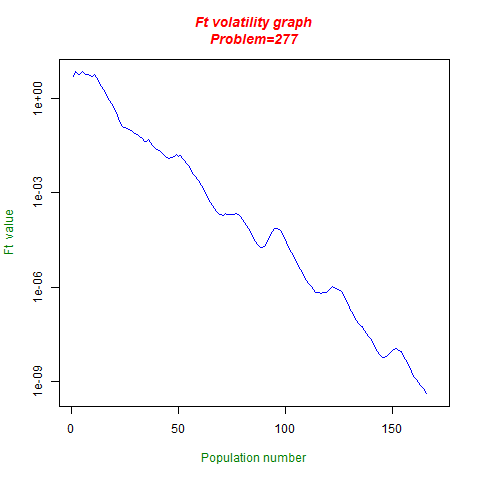 Ft volatility graph
Problem=277
1e+00
1e-03
1e-06
1e-09
Ft value
0 50 100 150
Population number